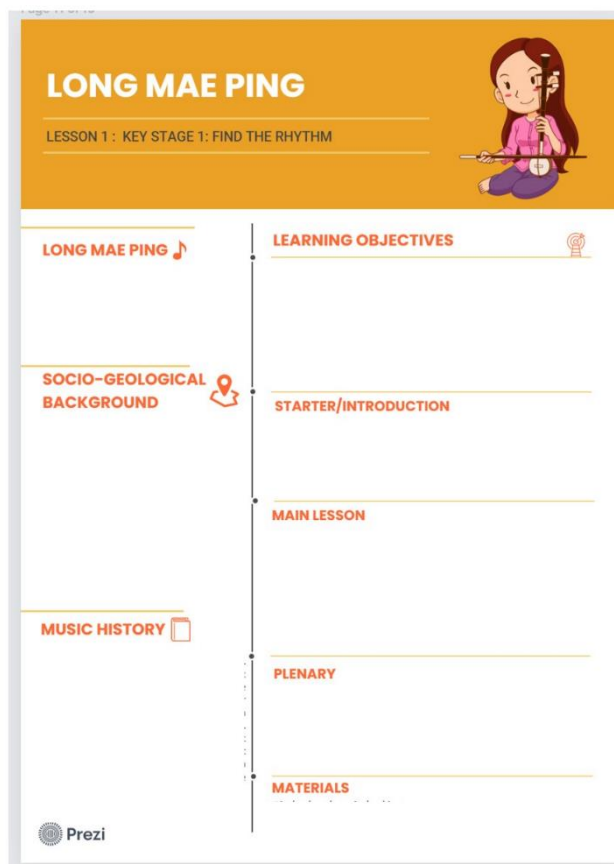 LONG MAE PING
LESSON 1 : KEY STAGE 1: FIND THE RHYTHM
LONG MAE PING
SOCIO-GEOLOGICAL
BACKGROUND
MUSIC HISTORY
LEARNING OBJECTIVES
STARTER/INTRODUCTION
MAIN LESSON
PLENARY
MATERIALS
Prezi